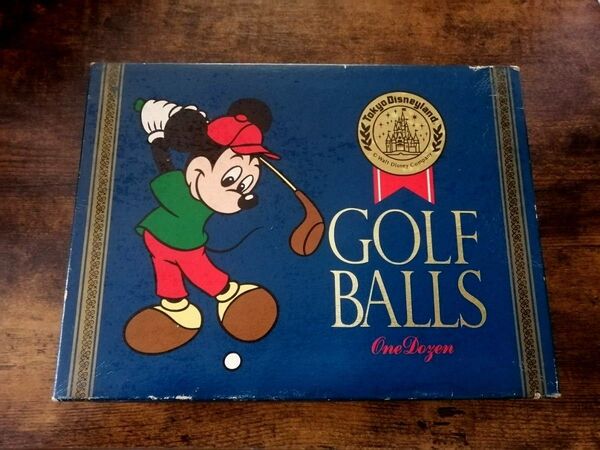 Tokyo Disneyland
© Walt Disney Company
GOLF
BALLS
One Dozen